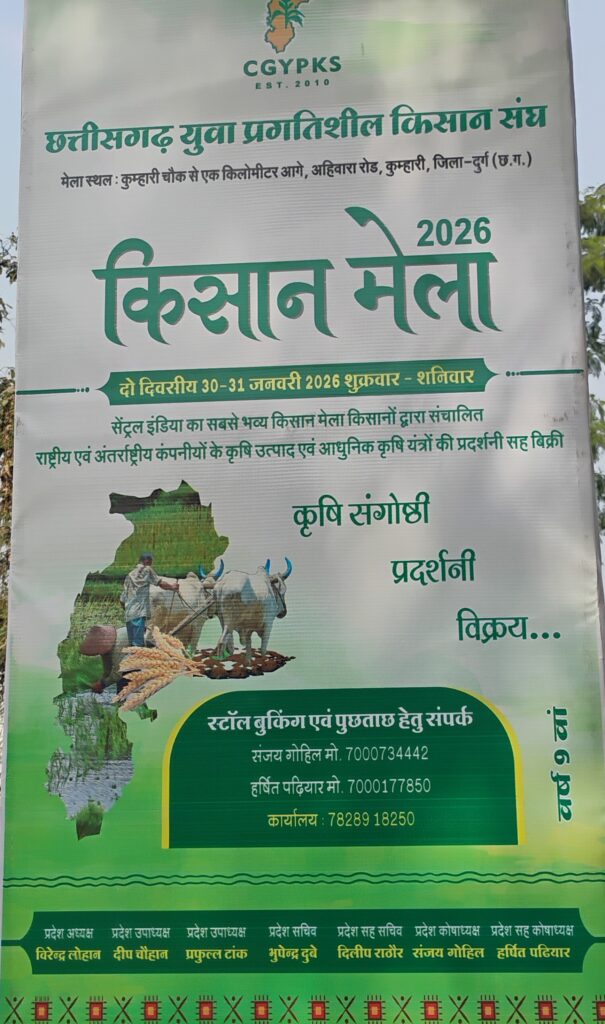 CGYPKS
EST. 2010
छत्तीसगढ़ युवा प्रगतिशील किसान संघ
मेला स्थल : कुम्हारी चौक से एक किलोमीटर आगे, अहिवारा रोड, कुम्हारी, जिला-दुर्ग (छ.ग.)
2026
किसान मेला
दो दिवसीय 30-31 जनवरी 2026 शुक्रवार - शनिवार
सेंट्रल इंडिया का सबसे भव्य किसान मेला किसानों द्वारा संचालित
राष्ट्रीय एवं अंतर्राष्ट्रीय कंपनीयों के कृषि उत्पाद एवं आधुनिक कृषि यंत्रों की प्रदर्शनी सह बिक्री
कृषि संगोष्ठी
प्रदर्शनी
विक्रय...
स्टॉल बुकिंग एवं पुछताछ हेतु संपर्क
संजय गोहिल मो. 7000734442
हर्षित पढ़ियार मो. 7000177850
कार्यालय : 78289 18250
वर्ष 9 वां
प्रदेश अध्यक्ष प्रदेश उपाध्यक्ष प्रदेश उपाध्यक्ष प्रदेश सचिव प्रदेश सह सचिव प्रदेश कोषाध्यक्ष प्रदेश सह कोषाध्यक्ष
विरेन्द्र लोहान दीप चौहान प्रफुल्ल टांक भुपेन्द्र दुबे दिलीप राठौर संजय गोहिल हर्षित पढियार